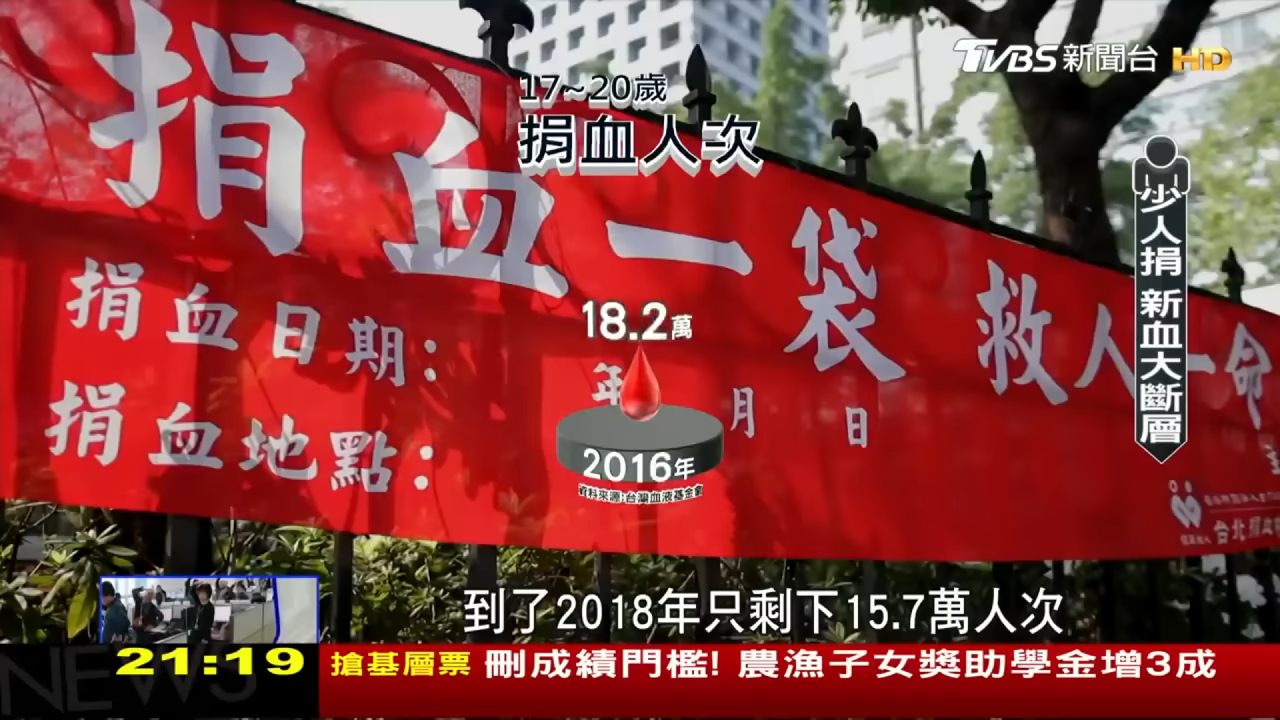 TVBS新聞台 HD
17~20歲
捐血人次
捐血一袋 救人一命
捐血日期: 年 月 日
捐血地點:
18.2萬
2016年
資料來源:台灣血液基金會
少人捐 新血大斷層
台北捐血
到了2018年只剩下15.7萬人次
NEWS
21:19
搶基層票 刪成績門檻! 農漁子女獎助學金增3成